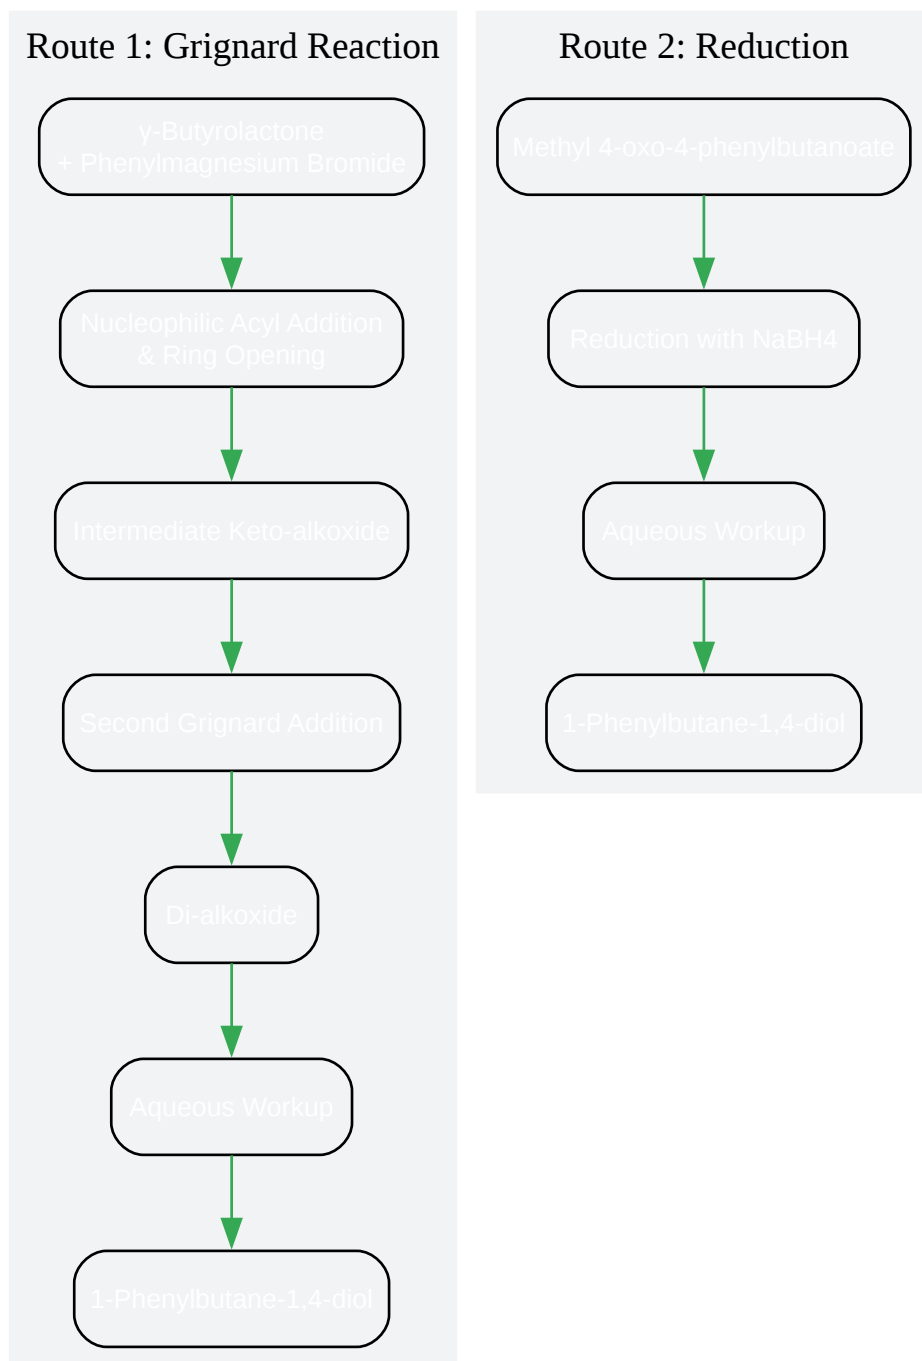 Route 1: Grignard Reaction
γ-Butyrolactone
+ Phenylmagnesium Bromide
Nucleophilic Acyl Addition
& Ring Opening
Intermediate Keto-alkoxide
Second Grignard Addition
Di-alkoxide
Aqueous Workup
1-Phenylbutane-1,4-diol
Route 2: Reduction
Methyl 4-oxo-4-phenylbutanoate
Reduction with NaBH4
Aqueous Workup
1-Phenylbutane-1,4-diol